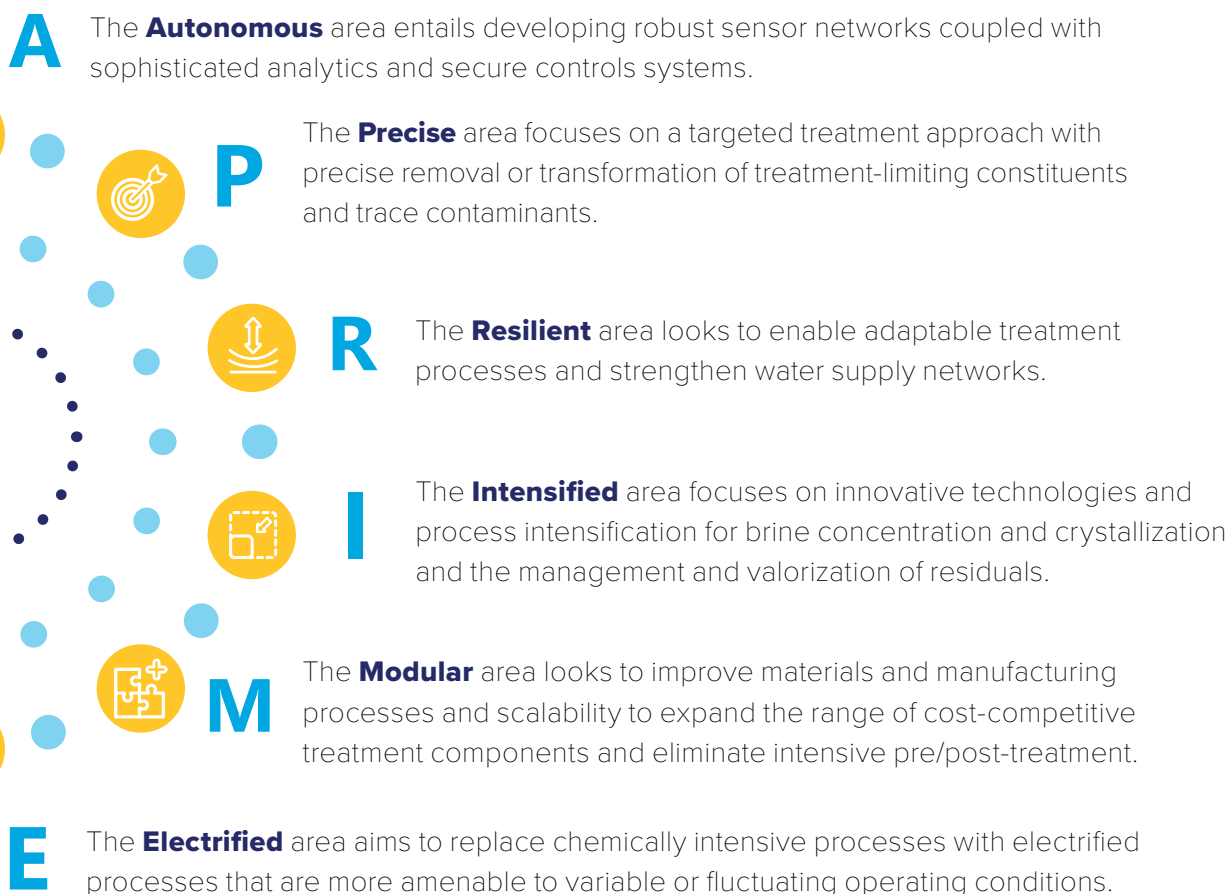 A
The Autonomous area entails developing robust sensor networks coupled with
sophisticated analytics and secure controls systems.
P
The Precise area focuses on a targeted treatment approach with
precise removal or transformation of treatment-limiting constituents
and trace contaminants.
R
The Resilient area looks to enable adaptable treatment
processes and strengthen water supply networks.
I
The Intensified area focuses on innovative technologies and
process intensification for brine concentration and crystallization
and the management and valorization of residuals.
M
The Modular area looks to improve materials and manufacturing
processes and scalability to expand the range of cost-competitive
treatment components and eliminate intensive pre/post-treatment.
E
The Electrified area aims to replace chemically intensive processes with electrified
processes that are more amenable to variable or fluctuating operating conditions.